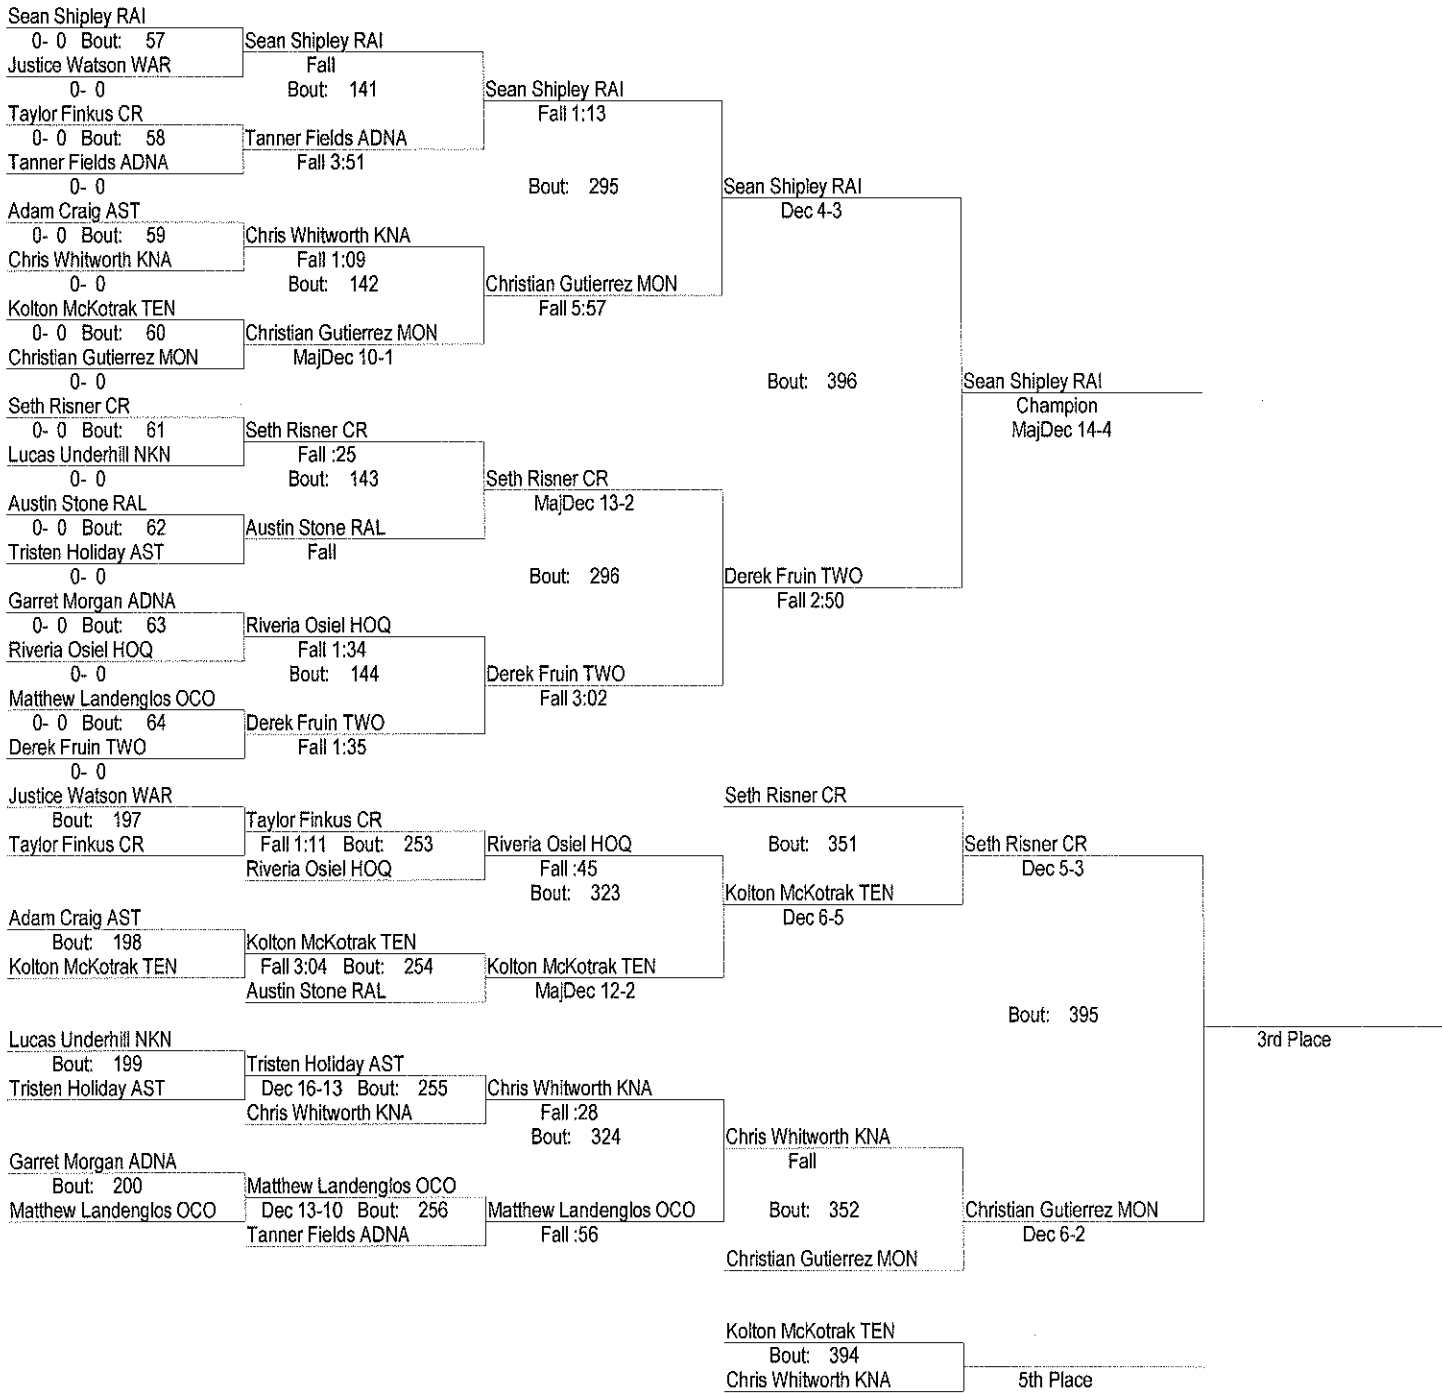 Sean Shipley RAI
0- 0 Bout: 57
Sean Shipley RAI
Justice Watson WAR
Fall
0- 0
Bout: 141
Sean Shipley RAI
Taylor Finkus CR
Fall 1:13
0- 0 Bout: 58
Tanner Fields ADNA
Tanner Fields ADNA
Fall 3:51
0- 0
Bout: 295
Sean Shipley RAI
Adam Craig AST
Dec 4-3
0- 0 Bout: 59
Chris Whitworth KNA
Chris Whitworth KNA
Fall 1:09
0- 0
Bout: 142
Christian Gutierrez MON
Kolton McKotrak TEN
Fall 5:57
0- 0 Bout: 60
Christian Gutierrez MON
Christian Gutierrez MON
MajDec 10-1
0- 0
Bout: 396
Sean Shipley RAI
Seth Risner CR
Champion
0- 0 Bout: 61
Seth Risner CR
MajDec 14-4
Lucas Underhill NKN
Fall :25
0- 0
Bout: 143
Seth Risner CR
Austin Stone RAL
MajDec 13-2
0- 0 Bout: 62
Austin Stone RAL
Tristen Holiday AST
Fall
0- 0
Bout: 296
Derek Fruin TWO
Garret Morgan ADNA
Fall 2:50
0- 0 Bout: 63
Riveria Osiel HOQ
Riveria Osiel HOQ
Fall 1:34
0- 0
Bout: 144
Derek Fruin TWO
Matthew Landenglos OCO
Fall 3:02
0- 0 Bout: 64
Derek Fruin TWO
Derek Fruin TWO
Fall 1:35
0- 0
Justice Watson WAR
Seth Risner CR
Bout: 197
Taylor Finkus CR
Taylor Finkus CR
Fall 1:11 Bout: 253
Riveria Osiel HOQ
Bout: 351
Seth Risner CR
Riveria Osiel HOQ
Fall :45
Dec 5-3
Bout: 323
Kolton McKotrak TEN
Adam Craig AST
Dec 6-5
Bout: 198
Kolton McKotrak TEN
Kolton McKotrak TEN
Fall 3:04 Bout: 254
Kolton McKotrak TEN
Austin Stone RAL
MajDec 12-2
Bout: 395
Lucas Underhill NKN
3rd Place
Bout: 199
Tristen Holiday AST
Tristen Holiday AST
Dec 16-13 Bout: 255
Chris Whitworth KNA
Chris Whitworth KNA
Fall :28
Bout: 324
Chris Whitworth KNA
Garret Morgan ADNA
Fall
Bout: 200
Matthew Landenglos OCO
Matthew Landenglos OCO
Dec 13-10 Bout: 256
Matthew Landenglos OCO
Bout: 352
Christian Gutierrez MON
Tanner Fields ADNA
Fall :56
Dec 6-2
Christian Gutierrez MON
Kolton McKotrak TEN
Bout: 394
Chris Whitworth KNA
5th Place